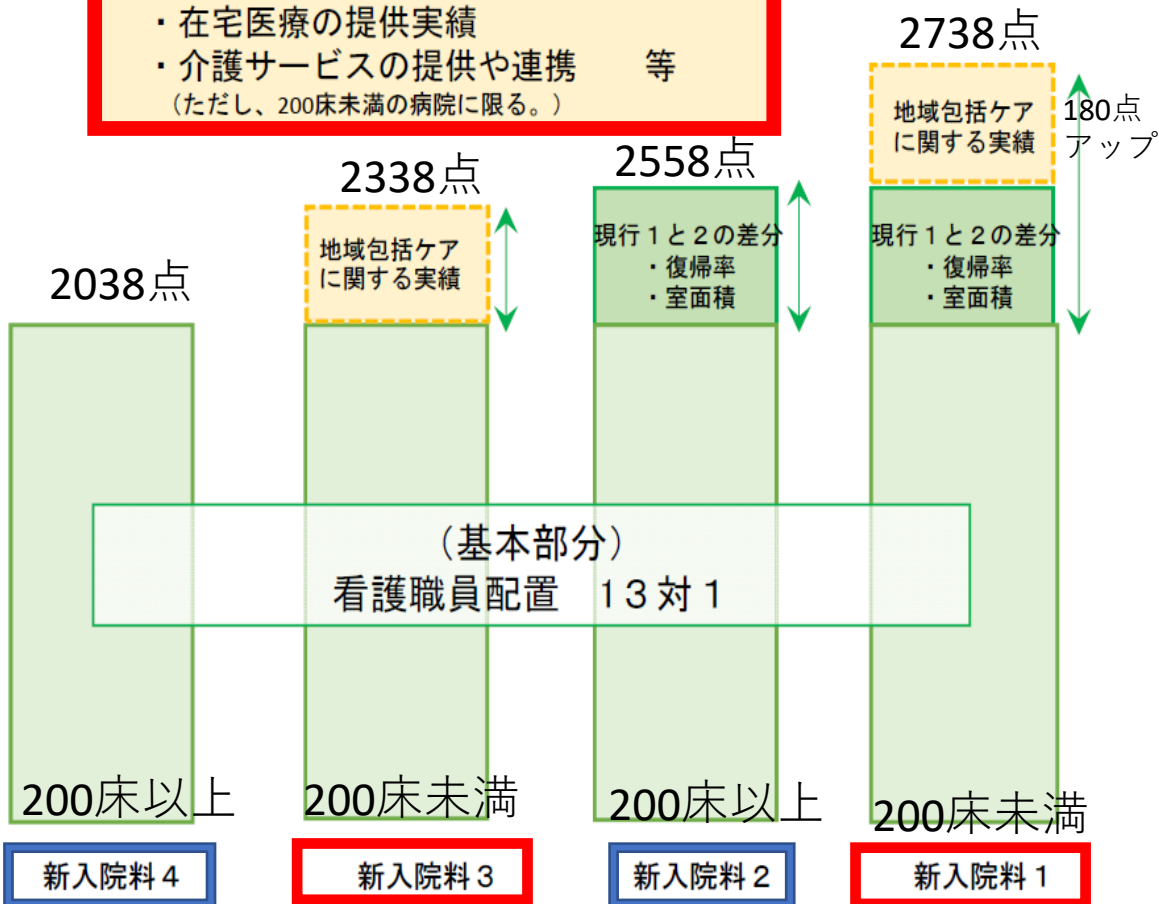 ・在宅医療の提供実績
・介護サービスの提供や連携　　等
（ただし、200床未満の病院に限る。）
2738点
地域包括ケア
に関する実績
180点
アップ
2558点
2338点
地域包括ケア
に関する実績
現行１と２の差分
・復帰率
・室面積
現行１と２の差分
・復帰率
・室面積
2038点
（基本部分）
看護職員配置　１３対１
200床以上
200床未満
200床以上
200床未満
新入院料４
新入院料３
新入院料２
新入院料１